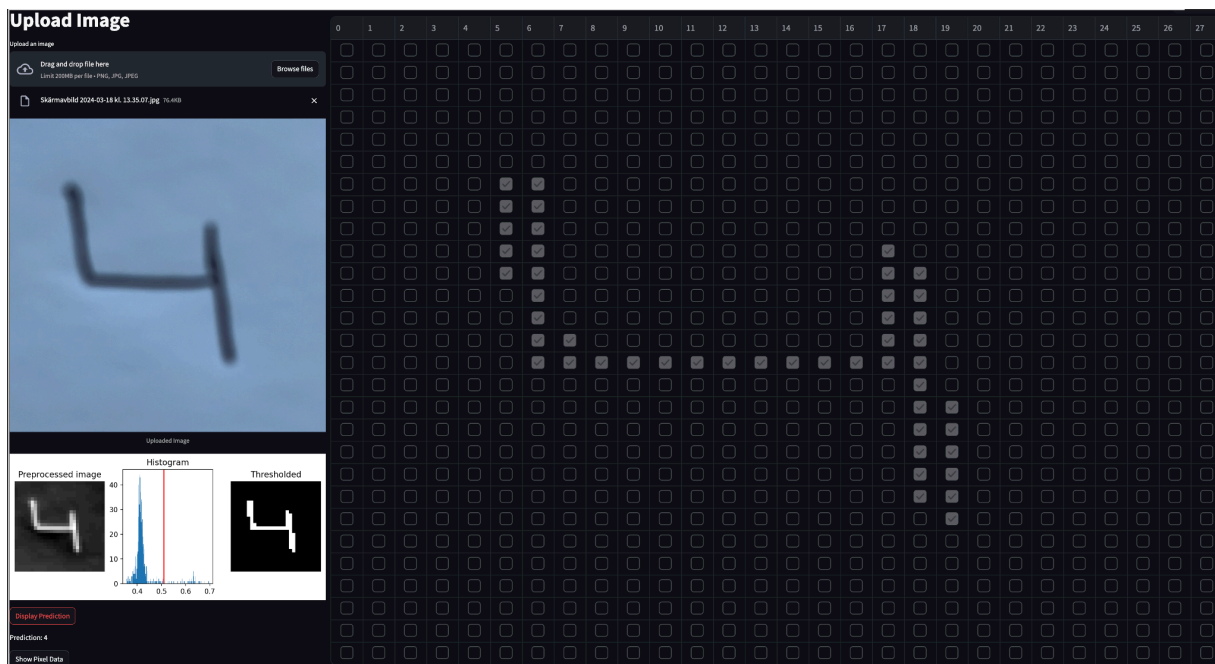 Upload Image
Upload an image
Drag and drop file here
Limit 200MB per file • PNG, JPG, JPEG
Browse files
Skärmavbild 2024-03-18 kl. 13.35.07.jpg 76.4KB
4
Uploaded Image
Preprocessed image
Histogram
40
30
20
10
0
0.4 0.5 0.6 0.7
Thresholded
4
4
Display Prediction
Prediction: 4
Show Pixel Data
0 1 2 3 4 5 6 7 8 9 10 11 12 13 14 15 16 17 18 19 20 21 22 23 24 25 26 27